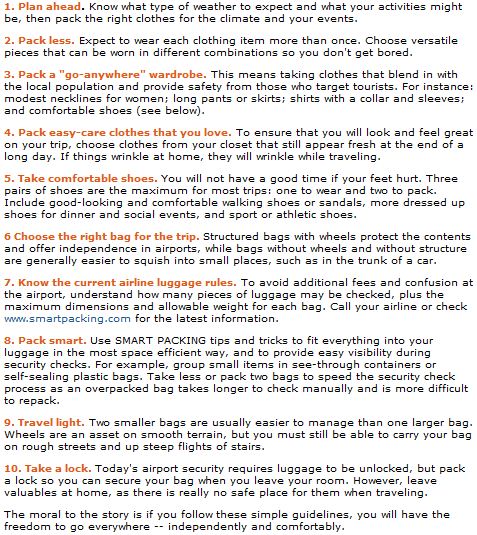 1. Plan ahead. Know what type of weather to expect and what your activities might
be, then pack the right clothes for the climate and your events.
2. Pack less. Expect to wear each clothing item more than once. Choose versatile
pieces that can be worn in different combinations so you don't get bored.
3. Pack a "go-anywhere" wardrobe. This means taking clothes that blend in with
the local population and provide safety from those who target tourists. For instance:
modest necklines for women; long pants or skirts; shirts with a collar and sleeves;
and comfortable shoes (see below).
4. Pack easy-care clothes that you love. To ensure that you will look and feel great
on your trip, choose clothes from your closet that still appear fresh at the end of a
long day. If things wrinkle at home, they will wrinkle while traveling.
5. Take comfortable shoes. You will not have a good time if your feet hurt. Three
pairs of shoes are the maximum for most trips: one to wear and two to pack.
Include good-looking and comfortable walking shoes or sandals, more dressed up
shoes for dinner and social events, and sport or athletic shoes.
6 Choose the right bag for the trip. Structured bags with wheels protect the contents
and offer independence in airports, while bags without wheels and without structure
are generally easier to squish into small places, such as in the trunk of a car.
7. Know the current airline luggage rules. To avoid additional fees and confusion at
the airport, understand how many pieces of luggage may be checked, plus the
maximum dimensions and allowable weight for each bag. Call your airline or check
www.smartpacking.com for the latest information.
8. Pack smart. Use SMART PACKING tips and tricks to fit everything into your
luggage in the most space efficient way, and to provide easy visibility during
security checks. For example, group small items in see-through containers or
self-sealing plastic bags. Take less or pack two bags to speed the security check
process as an overpacked bag takes longer to check manually and is more difficult
to repack.
9. Travel light. Two smaller bags are usually easier to manage than one larger bag.
Wheels are an asset on smooth terrain, but you must still be able to carry your bag
on rough streets and up steep flights of stairs.
10. Take a lock. Today's airport security requires luggage to be unlocked, but pack
a lock so you can secure your bag when you leave your room. However, leave
valuables at home, as there is really no safe place for them when traveling.
The moral to the story is if you follow these simple guidelines, you will have the
freedom to go everywhere -- independently and comfortably.